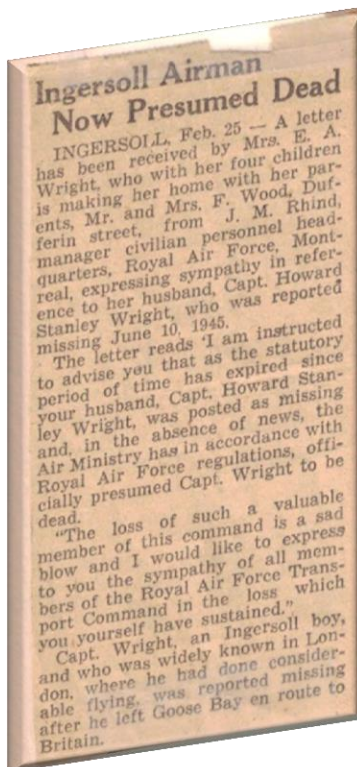 Ingersoll Airman
Now Presumed Dead
INGERSOLL, Feb. 25 — A letter
has been received by Mrs. E. A.
Wright, who with her four children
is making her home with her par-
ents, Mr. and Mrs. F. Wood, Duf-
ferin street, from J. M. Rhind,
manager civilian personnel head-
quarters, Royal Air Force, Mont-
real, expressing sympathy in refer-
ence to her husband, Capt. Howard
Stanley Wright, who was reported
missing June 10, 1945.
The letter reads 'I am instructed
to advise you that as the statutory
period of time has expired since
your husband, Capt. Howard Stan-
ley Wright, was posted as missing
and, in the absence of news, the
Air Ministry has in accordance with
Royal Air Force regulations, offi-
cially presumed Capt. Wright to be
dead.
"The loss of such a valuable
member of this command is a sad
blow and I would like to express
to you the sympathy of all mem-
bers of the Royal Air Force Trans-
port Command in the loss which
you yourself have sustained."
Capt. Wright, an Ingersoll boy,
and who was widely known in Lon-
don, where he had done consider-
able flying, was reported missing
after he left Goose Bay en route to
Britain.